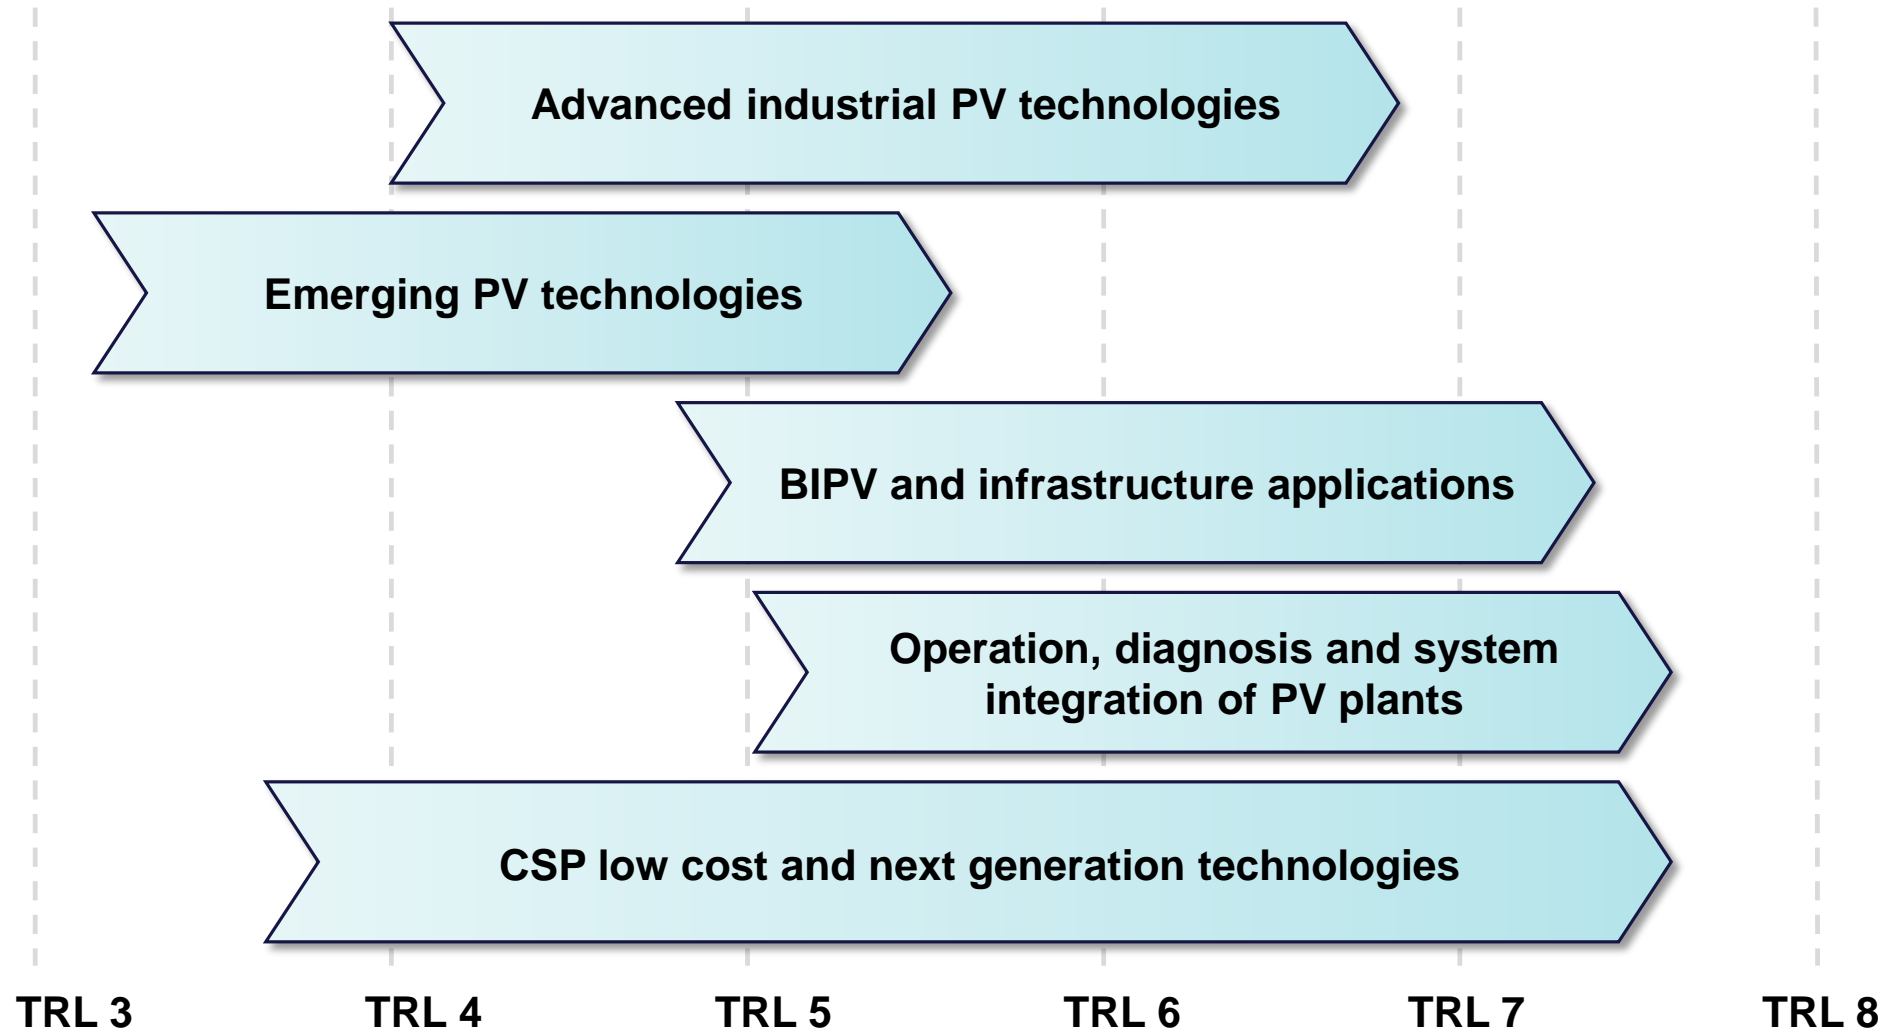 Advanced industrial PV technologies
Emerging PV technologies
BIPV and infrastructure applications
Operation, diagnosis and system
integration of PV plants
CSP low cost and next generation technologies
TRL 3 TRL 4 TRL 5 TRL 6 TRL 7 TRL 8